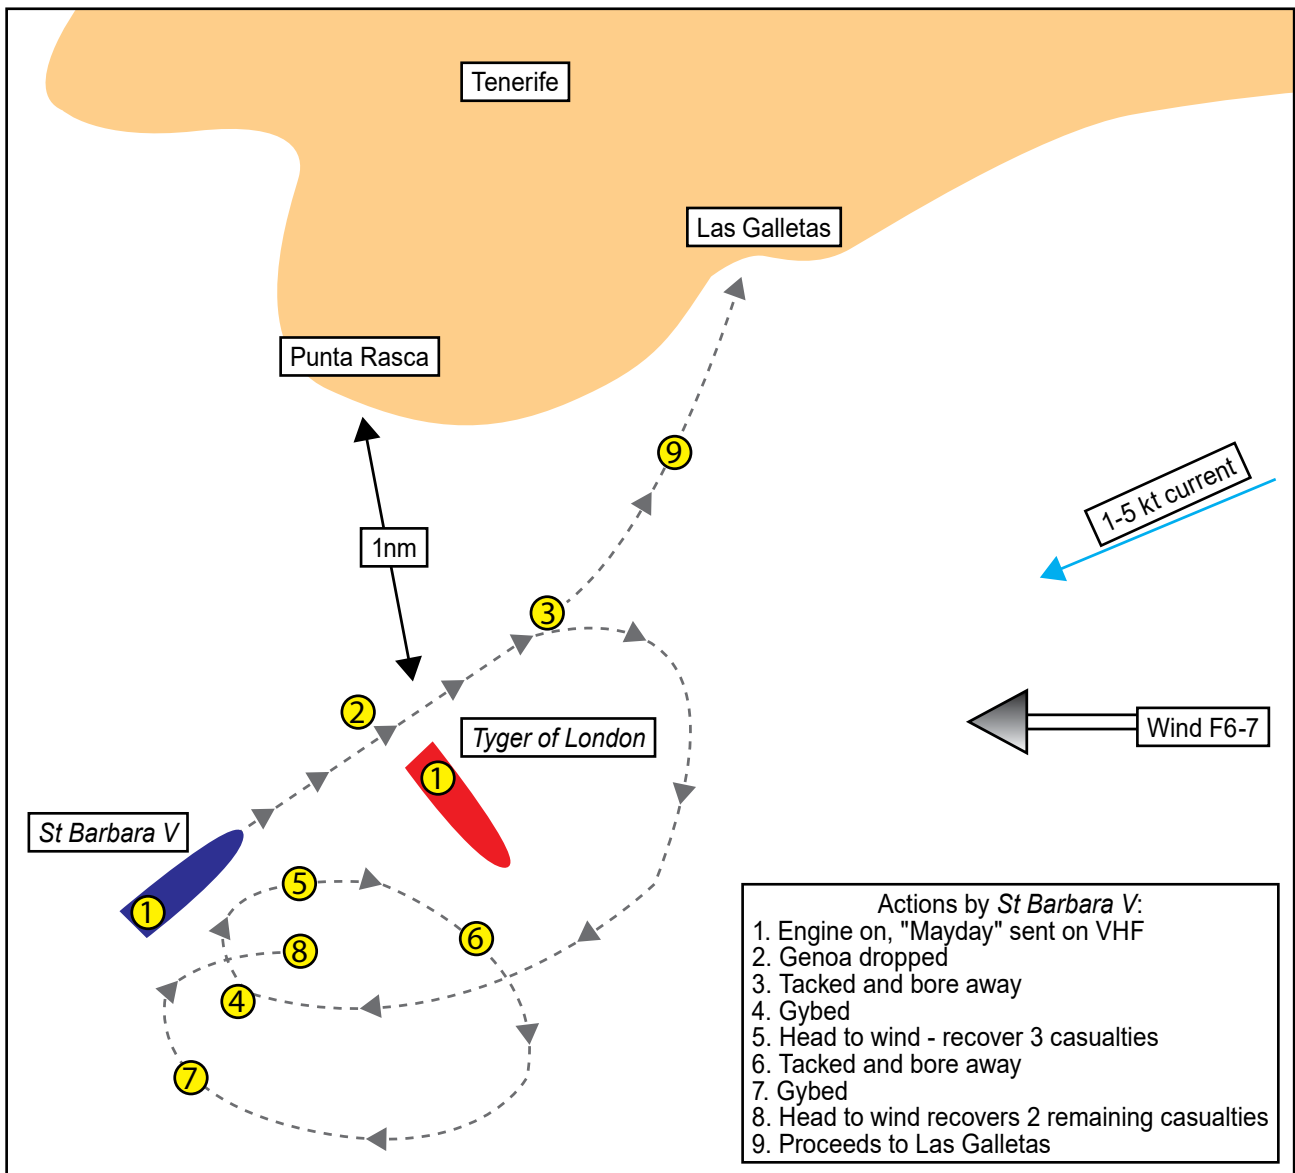 Tenerife
Las Galletas
Punta Rasca
9
1-5 kt current
1nm
3
2
Tyger of London
Wind F6-7
1
St Barbara V
5
1
6
8
4
7
Actions by St Barbara V:
1. Engine on, "Mayday" sent on VHF
2. Genoa dropped
3. Tacked and bore away
4. Gybed
5. Head to wind - recover 3 casualties
6. Tacked and bore away
7. Gybed
8. Head to wind recovers 2 remaining casualties
9. Proceeds to Las Galletas